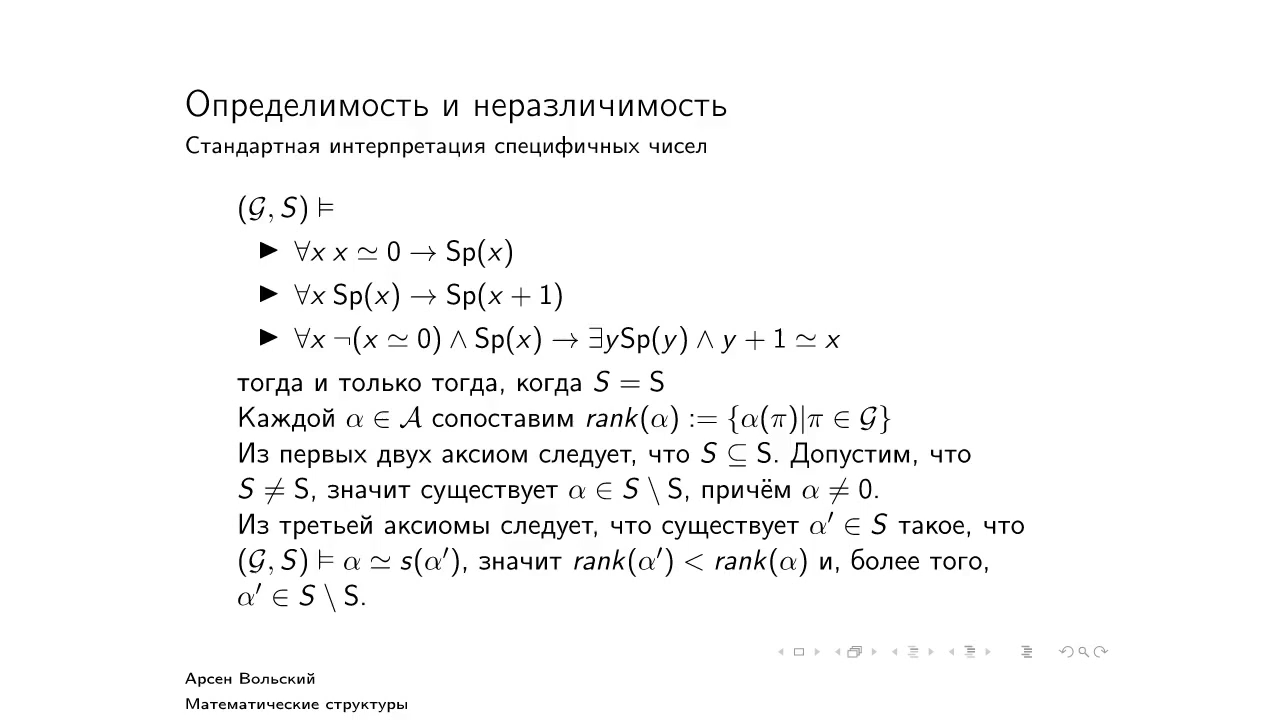 Определимость и неразличимость
Стандартная интерпретация специфичных чисел
(𝒢, S) ⊨
▶ ∀x x ≃ 0 → Sp(x)
▶ ∀x Sp(x) → Sp(x + 1)
▶ ∀x ¬(x ≃ 0) ∧ Sp(x) → ∃ySp(y) ∧ y + 1 ≃ x
тогда и только тогда, когда S = S
Каждой α ∈ 𝒜 сопоставим rank(α) := {α(π)|π ∈ 𝒢}
Из первых двух аксиом следует, что S ⊆ S. Допустим, что
S ≠ S, значит существует α ∈ S \ S, причём α ≠ 0.
Из третьей аксиомы следует, что существует α′ ∈ S такое, что
(𝒢, S) ⊨ α ≃ s(α′), значит rank(α′) < rank(α) и, более того,
α′ ∈ S \ S.
Арсен Вольский
Математические структуры